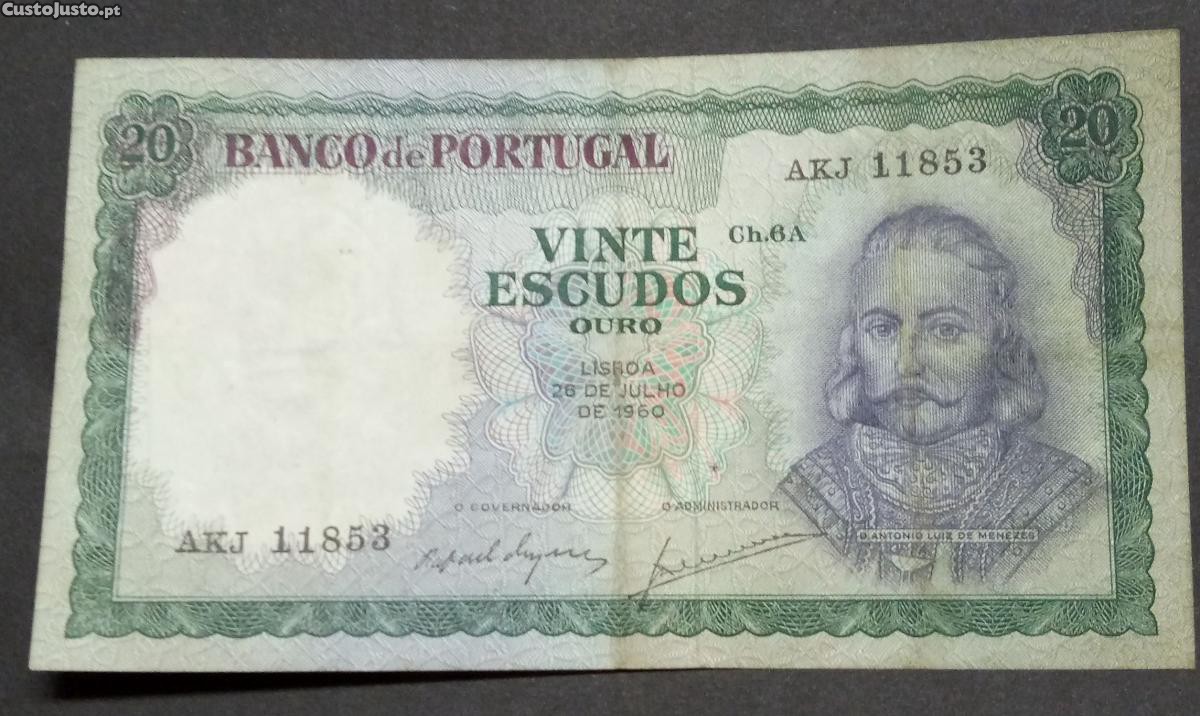 CustoJusto.pt
20
20
BANCO de PORTUGAL
AKJ 11853
VINTE Ch.6A
ESCUDOS
OURO
LISBOA
26 DE JULHO
DE 1960
O GOVERNADOR
O ADMINISTRADOR
AKJ 11853
D. ANTONIO LUIZ DE MENEZES